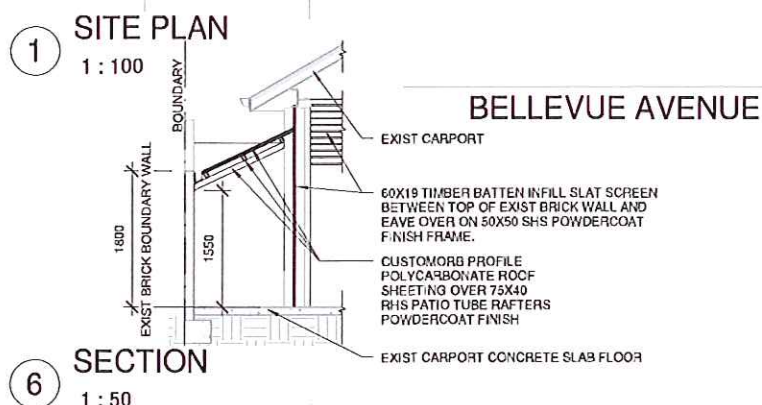 1
SITE PLAN
1 : 100
BOUNDARY
BELLEVUE AVENUE
EXIST CARPORT
60X19 TIMBER BATTEN INFILL SLAT SCREEN
BETWEEN TOP OF EXIST BRICK WALL AND
EAVE OVER ON 50X50 SHS POWDERCOAT
FINISH FRAME.
1800
EXIST BRICK BOUNDARY WALL
1550
CUSTOMORB PROFILE
POLYCARBONATE ROOF
SHEETING OVER 75X40
RHS PATIO TUBE RAFTERS
POWDERCOAT FINISH
EXIST CARPORT CONCRETE SLAB FLOOR
6
SECTION
1 : 50